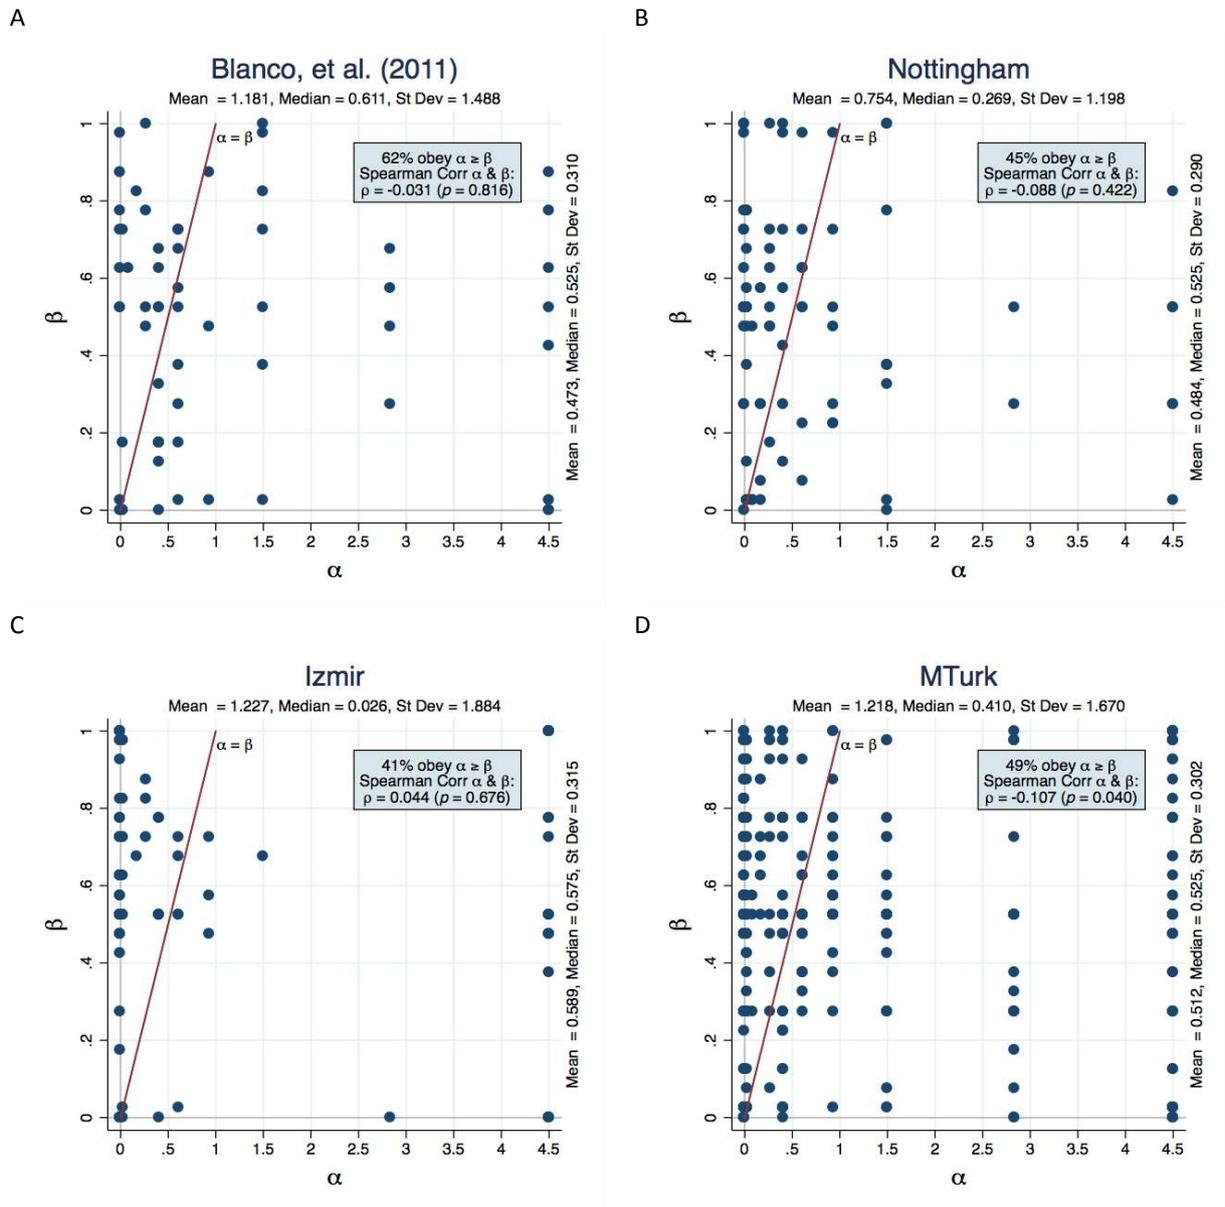 A
Blanco, et al. (2011)
Mean = 1.181, Median = 0.611, St Dev = 1.488
α = β
62% obey α ≥ β
Spearman Corr α & β:
ρ = -0.031 (p = 0.816)
Mean = 0.473, Median = 0.525, St Dev = 0.310
β
1
.8
.6
.4
.2
0
0 .5 1 1.5 2 2.5 3 3.5 4 4.5
α
B
Nottingham
Mean = 0.754, Median = 0.269, St Dev = 1.198
α = β
45% obey α ≥ β
Spearman Corr α & β:
ρ = -0.088 (p = 0.422)
Mean = 0.484, Median = 0.525, St Dev = 0.290
β
1
.8
.6
.4
.2
0
0 .5 1 1.5 2 2.5 3 3.5 4 4.5
α
C
Izmir
Mean = 1.227, Median = 0.026, St Dev = 1.884
α = β
41% obey α ≥ β
Spearman Corr α & β:
ρ = 0.044 (p = 0.676)
Mean = 0.589, Median = 0.575, St Dev = 0.315
β
1
.8
.6
.4
.2
0
0 .5 1 1.5 2 2.5 3 3.5 4 4.5
α
D
MTurk
Mean = 1.218, Median = 0.410, St Dev = 1.670
α = β
49% obey α ≥ β
Spearman Corr α & β:
ρ = -0.107 (p = 0.040)
Mean = 0.512, Median = 0.525, St Dev = 0.302
β
1
.8
.6
.4
.2
0
0 .5 1 1.5 2 2.5 3 3.5 4 4.5
α